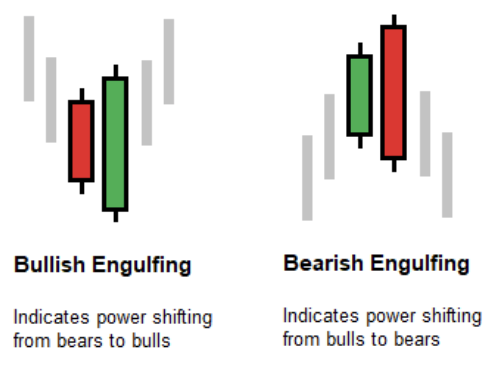 Bullish Engulfing
Indicates power shifting
from bears to bulls
Bearish Engulfing
Indicates power shifting
from bulls to bears